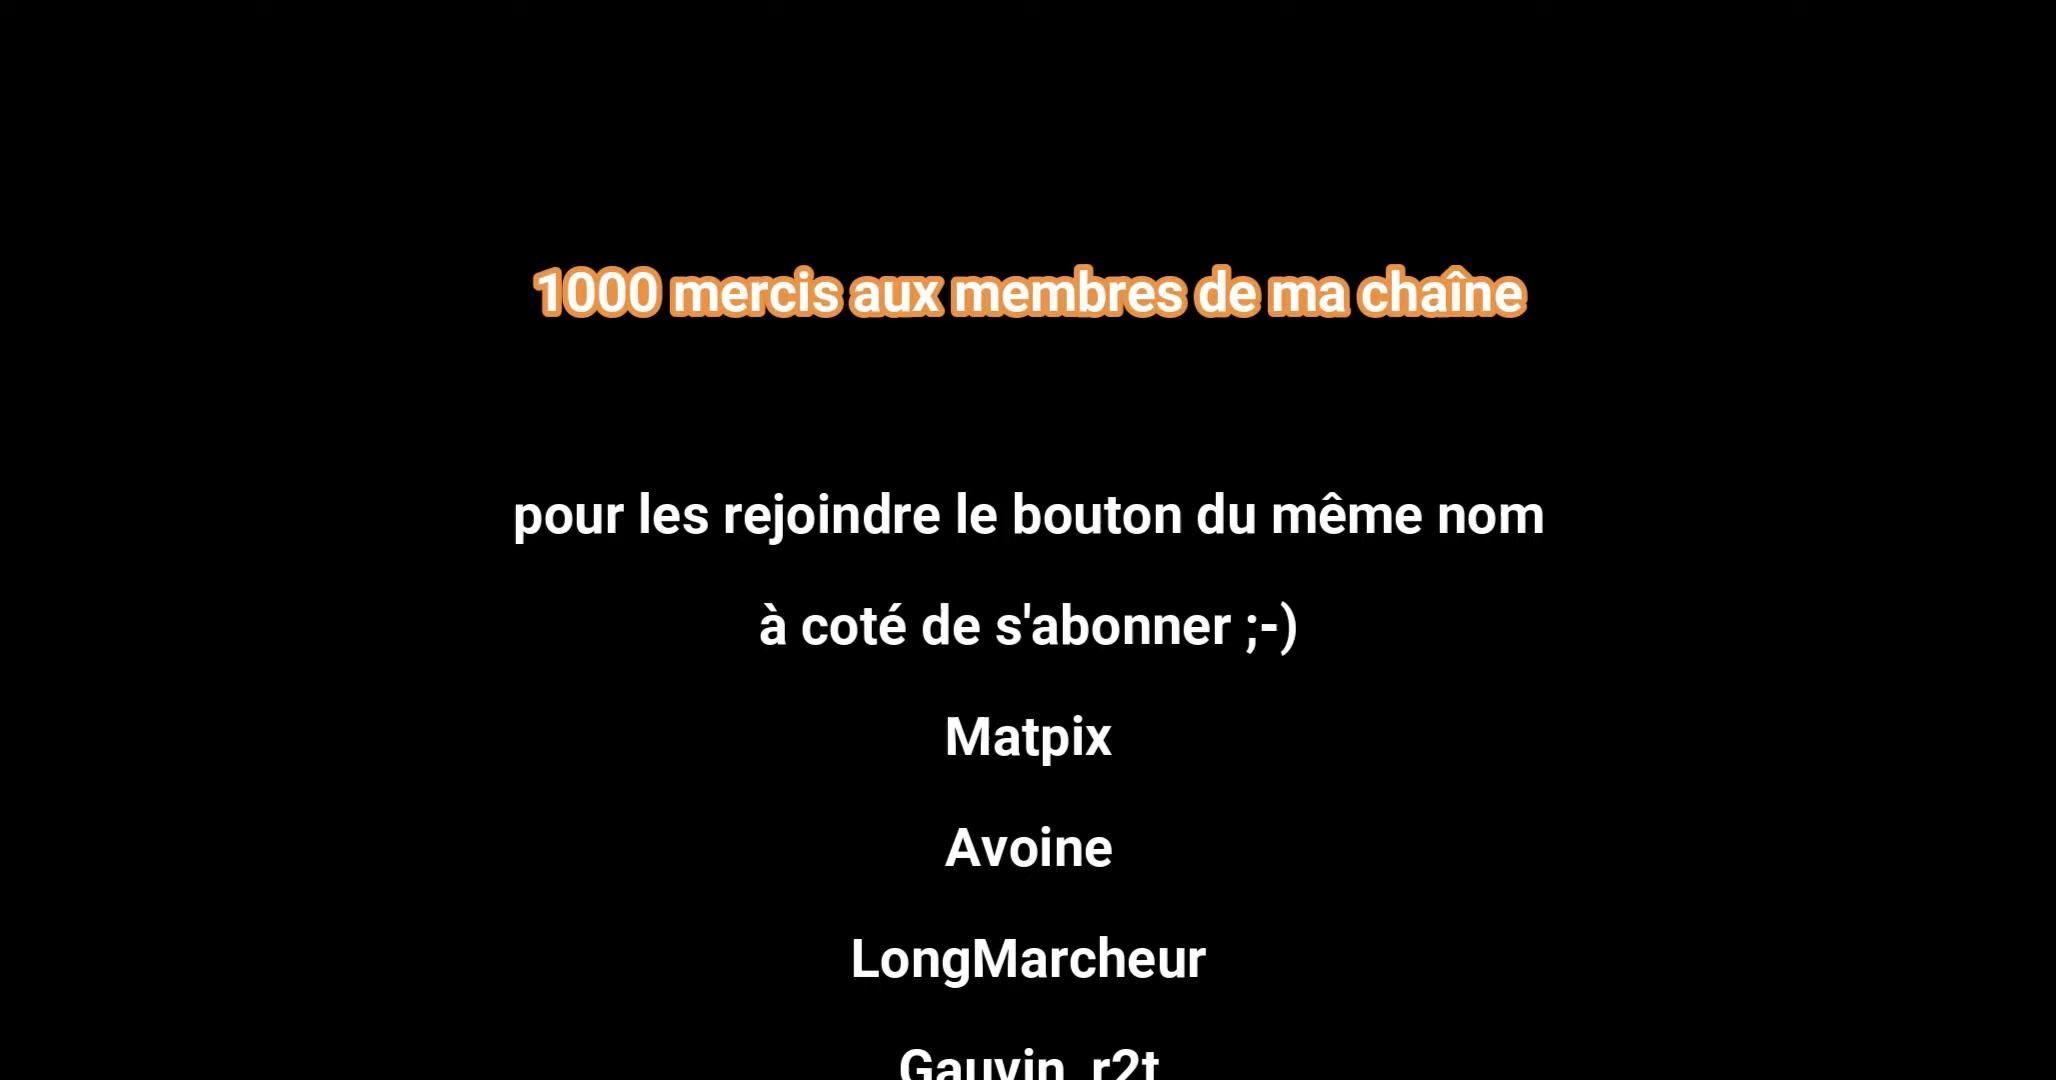 1000 mercis aux membres de ma chaîne
pour les rejoindre le bouton du même nom
à coté de s'abonner ;-)
Matpix
Avoine
LongMarcheur
Gauvin_r2t